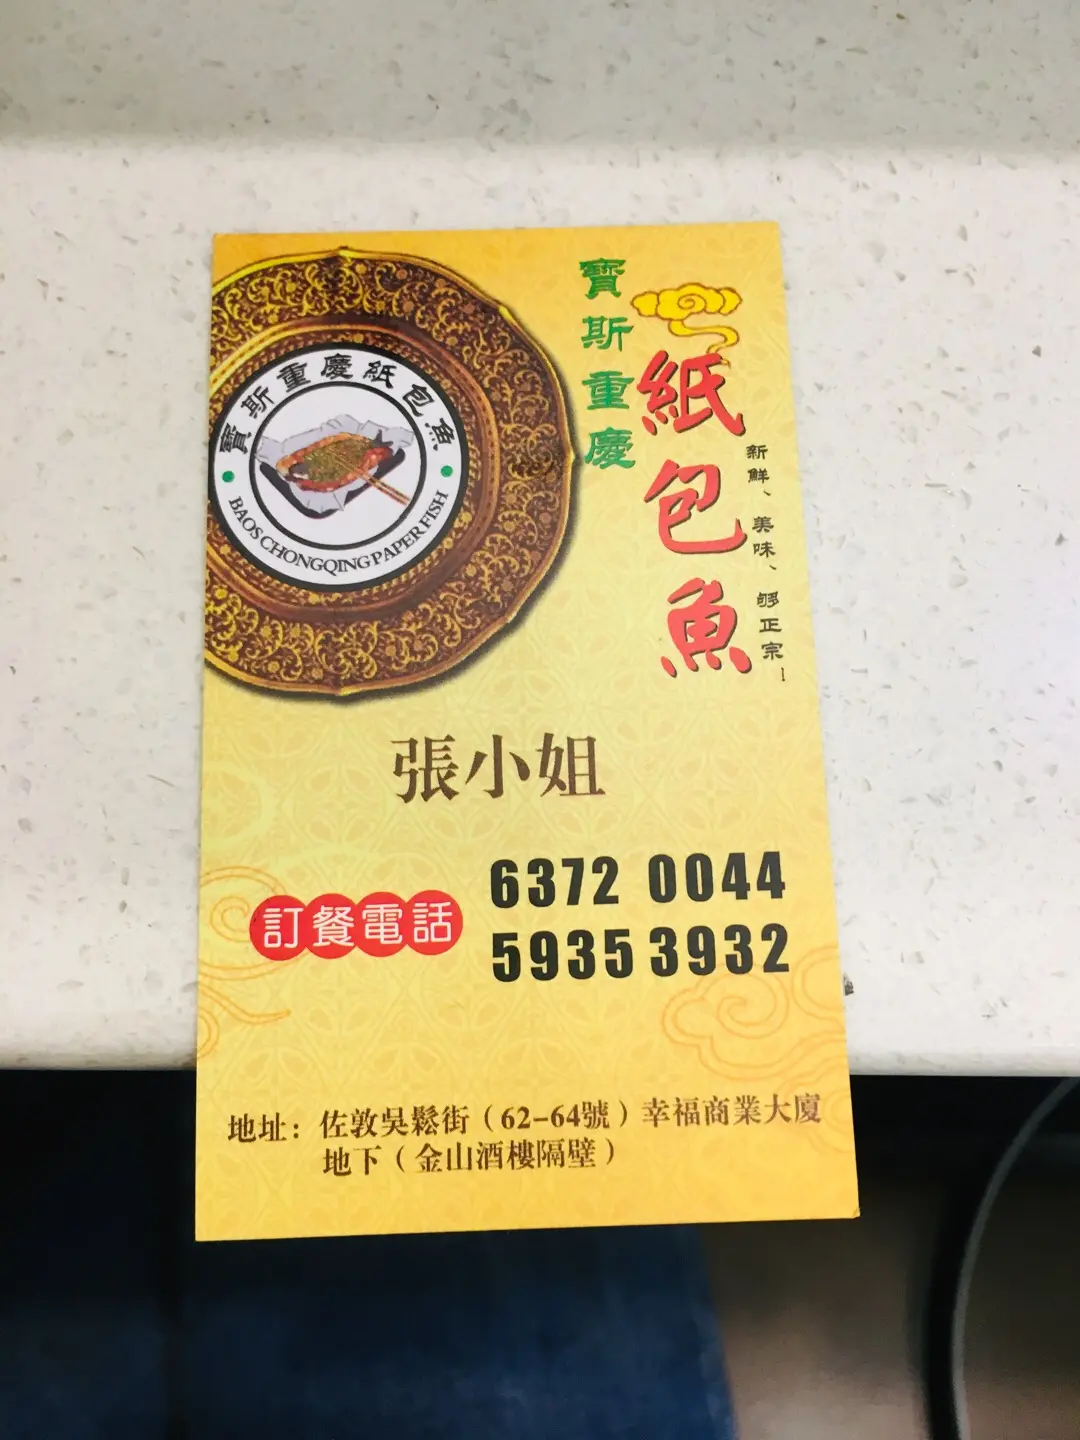 寶斯重慶紙包魚
BAOS CHONGQING PAPER FISH
寶斯重慶
紙包魚
新鮮、美味、够正宗!
張小姐
訂餐電話
6372 0044
5935 3932
地址：佐敦吳鬆街（62-64號）幸福商業大廈
地下（金山酒樓隔壁）